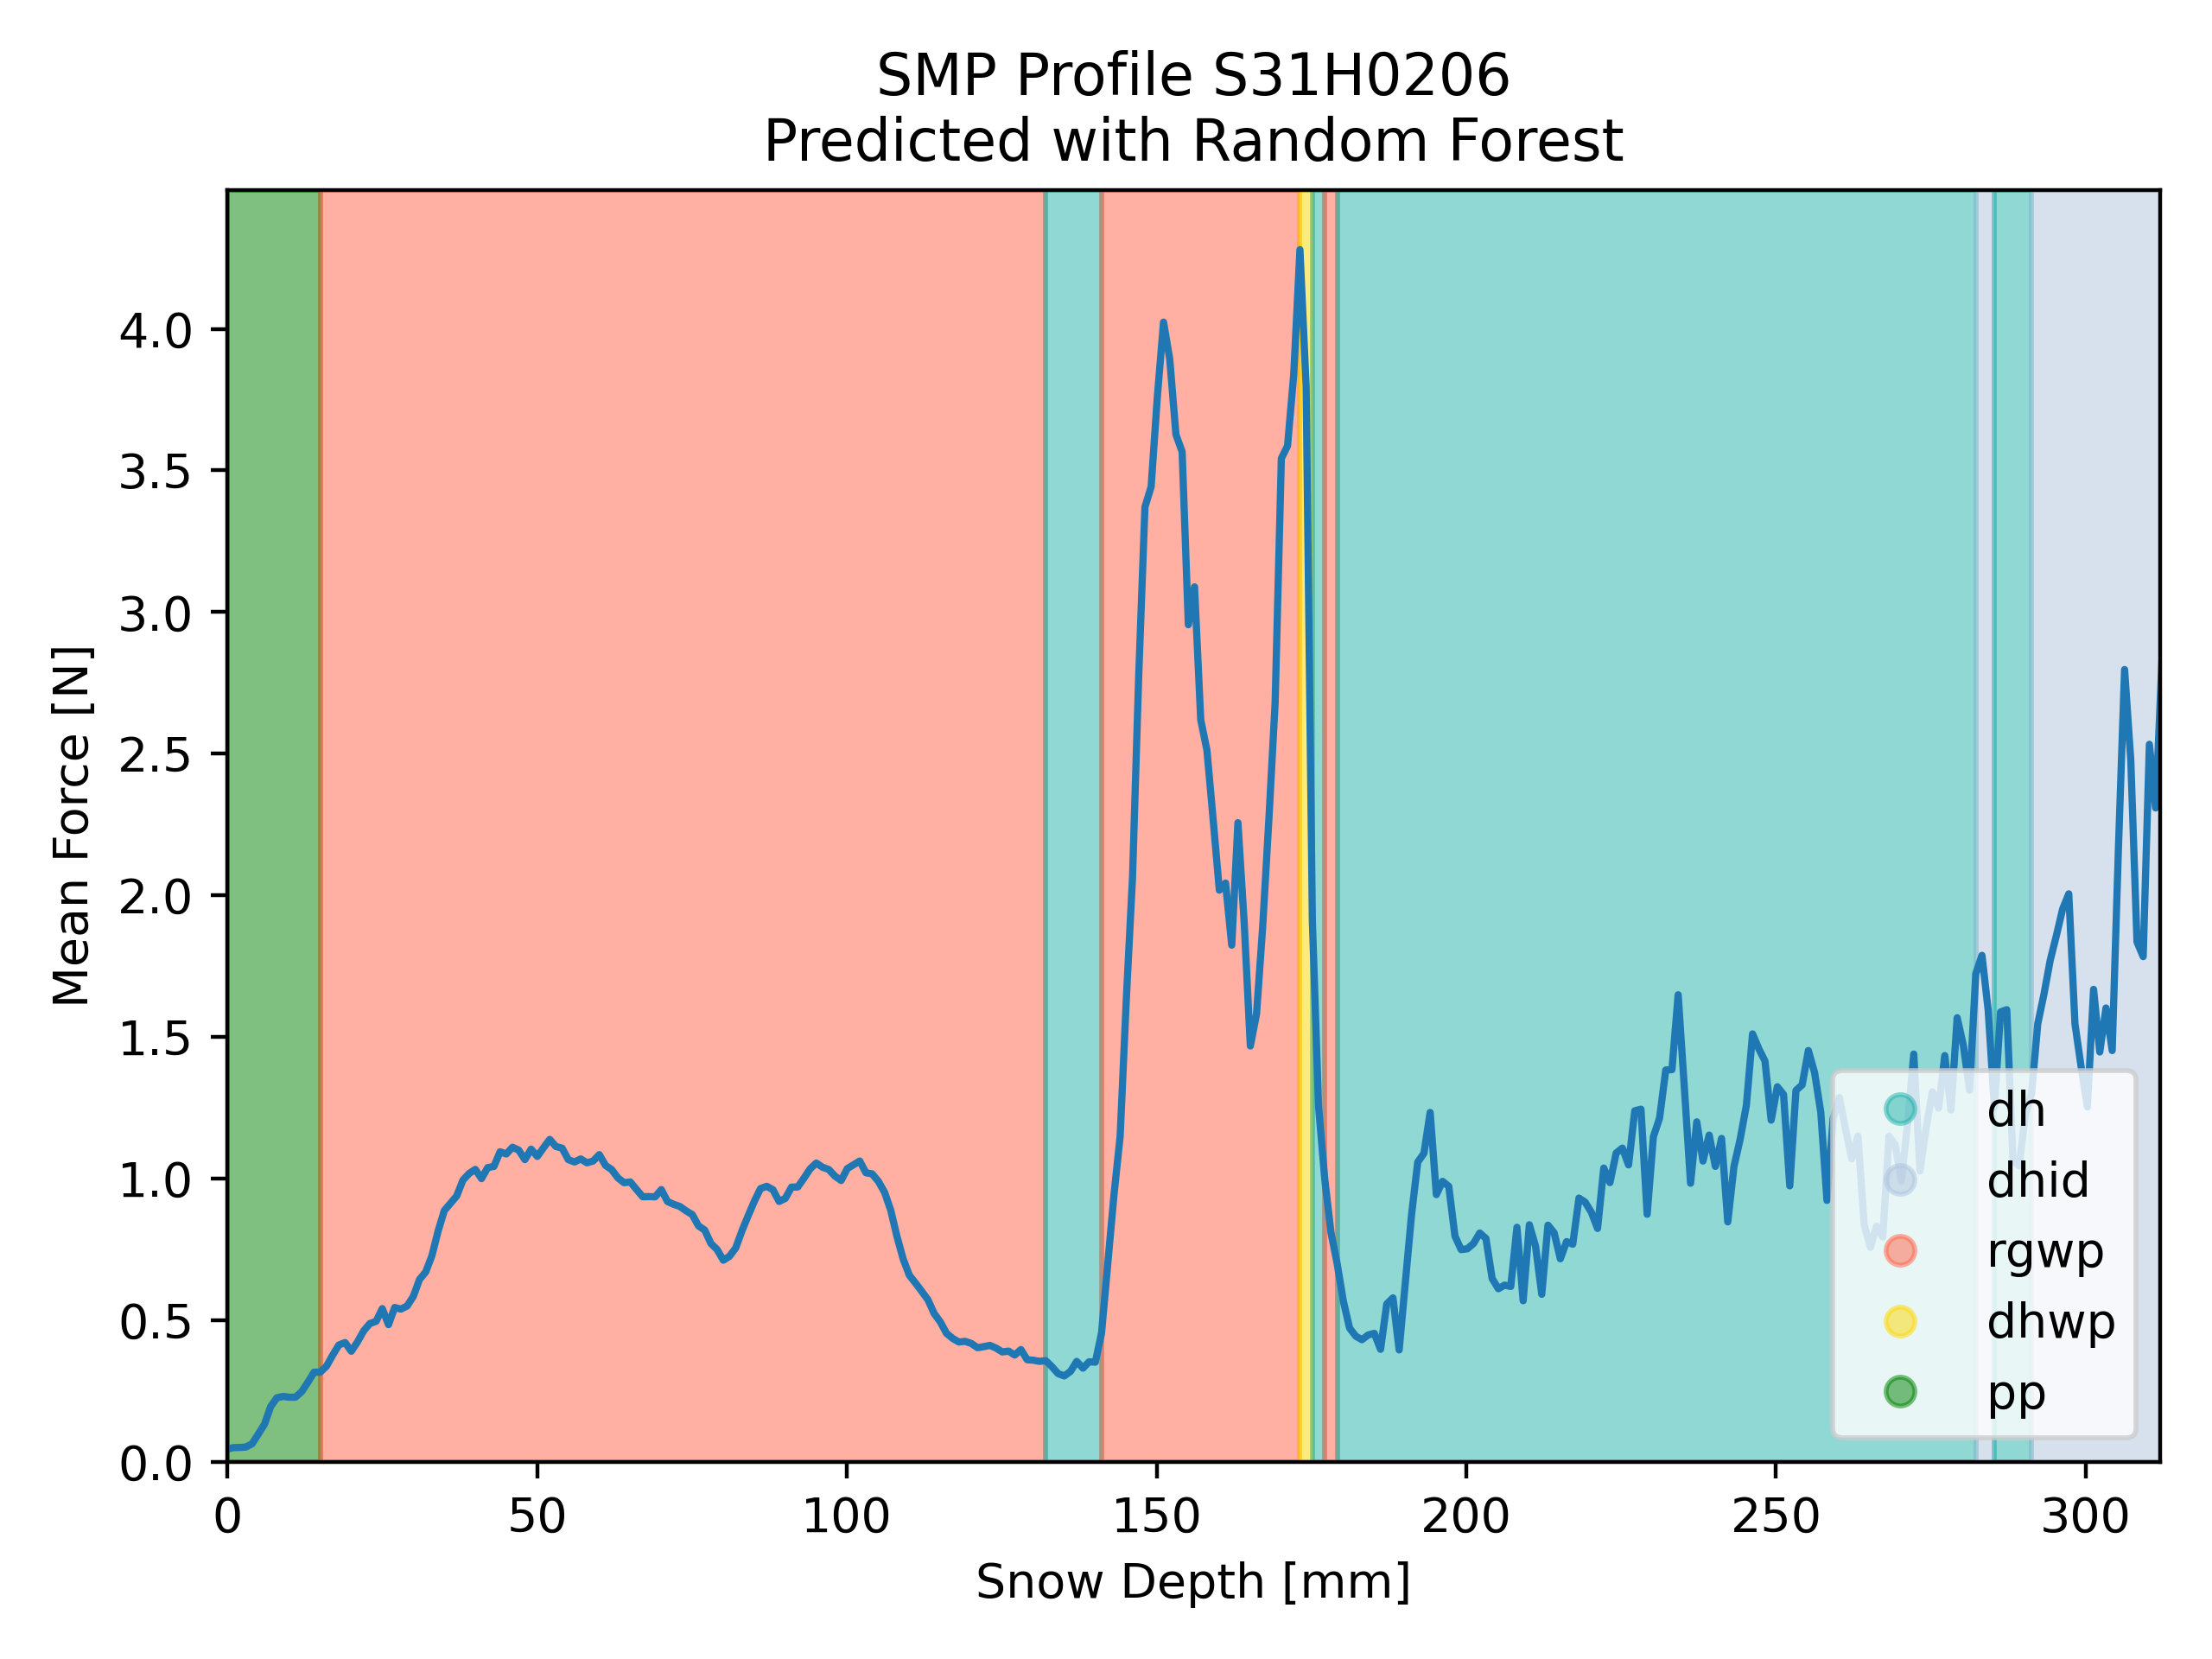 SMP Profile S31H0206
Predicted with Random Forest
Mean Force [N]
4.0
3.5
3.0
2.5
2.0
1.5
1.0
0.5
0.0
0 50 100 150 200 250 300
Snow Depth [mm]
dh
dhid
rgwp
dhwp
pp